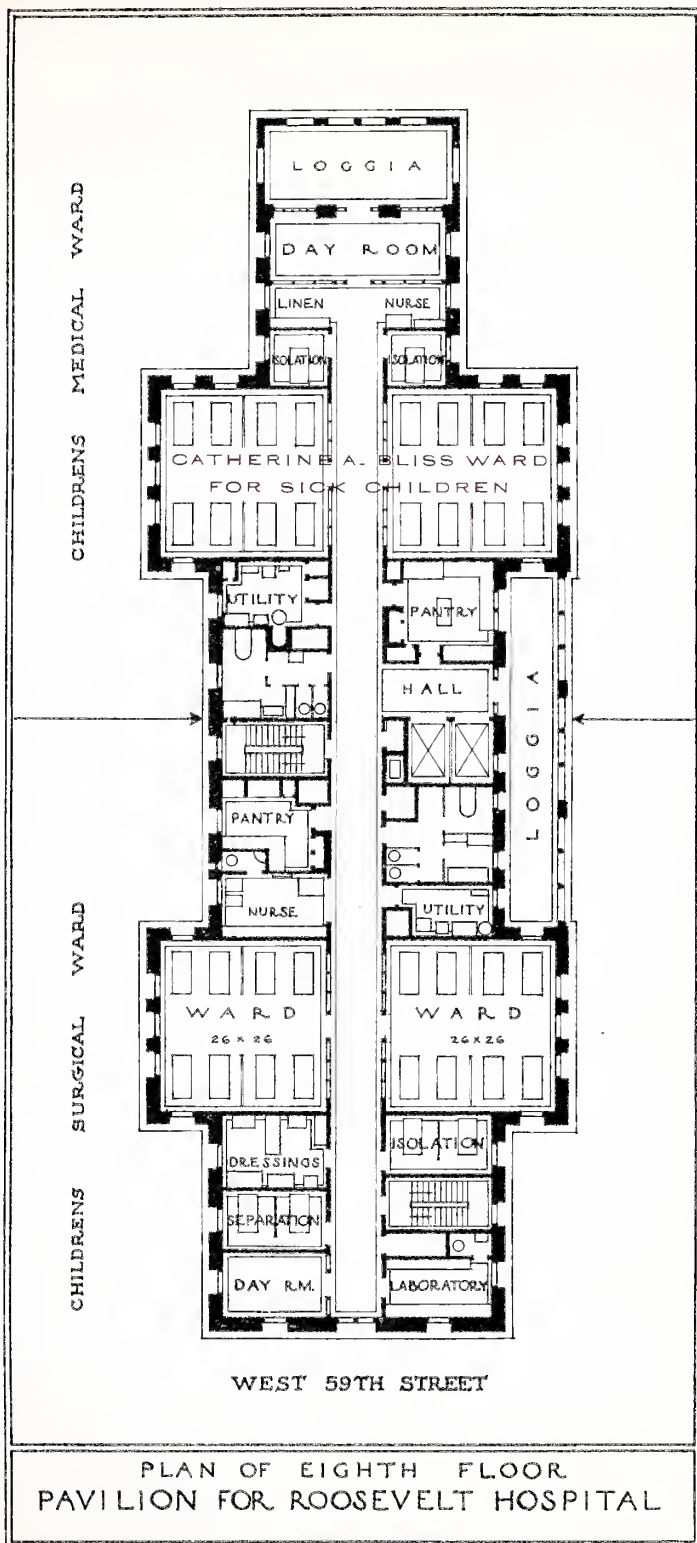 LOGGIA
DAY ROOM
LINEN
NURSE
ISOLATION
ISOLATION
CHILDRENS MEDICAL WARD
CATHERINE A. BLISS WARD
FOR SICK CHILDREN
UTILITY
PANTRY
HALL
LOGGIA
PANTRY
NURSE
UTILITY
CHILDRENS SURGICAL WARD
WARD
26 x 26
WARD
26 x 26
DRESSINGS
ISOLATION
SEPARATION
DAY R.M.
LABORATORY
WEST 59TH STREET
PLAN OF EIGHTH FLOOR
PAVILION FOR ROOSEVELT HOSPITAL